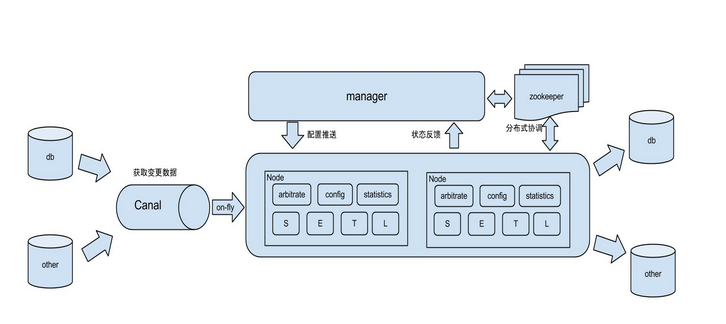 manager
zookeeper
配置推送
状态反馈
分布式协调
db
db
获取变更数据
Canal
on-fly
Node
arbitrate
config
statistics
S
E
T
L
Node
arbitrate
config
statistics
S
E
T
L
other
other